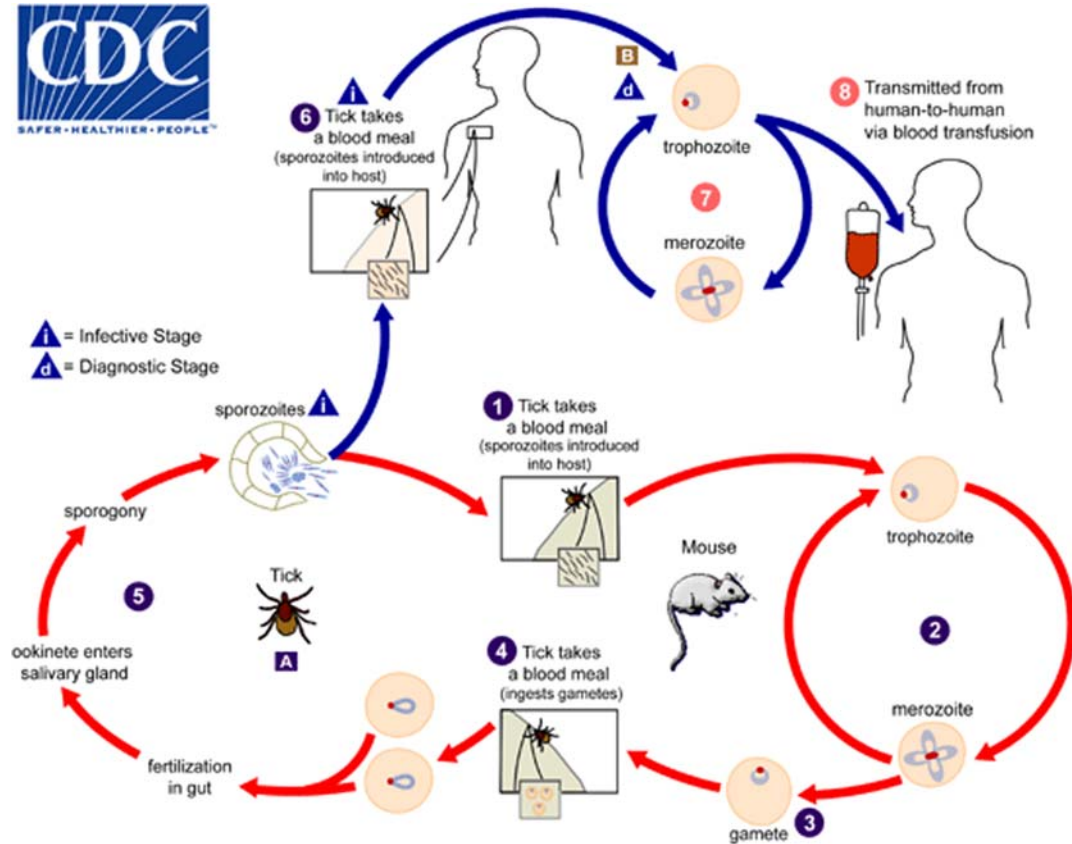 CDC
SAFER•HEALTHIER•PEOPLE™
B
d
i
6 Tick takes
a blood meal
(sporozoites introduced
into host)
trophozoite
8 Transmitted from
human-to-human
via blood transfusion
7
merozoite
i = Infective Stage
d = Diagnostic Stage
sporozoites i
1 Tick takes
a blood meal
(sporozoites introduced
into host)
sporogony
trophozoite
Mouse
Tick
5
A
2
ookinete enters
salivary gland
4 Tick takes
a blood meal
(ingests gametes)
merozoite
fertilization
in gut
gamete 3